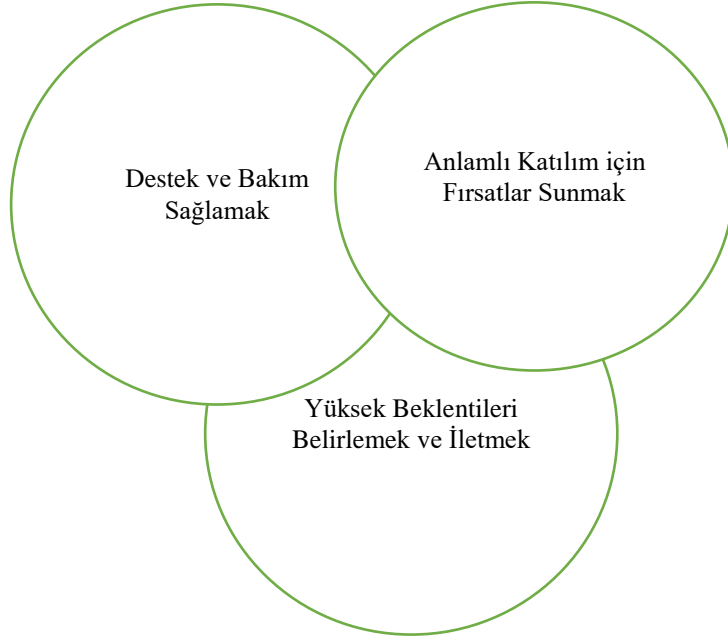 Destek ve Bakım
Sağlamak
Anlamlı Katılım için
Fırsatlar Sunmak
Yüksek Beklentileri
Belirlemek ve İletmek